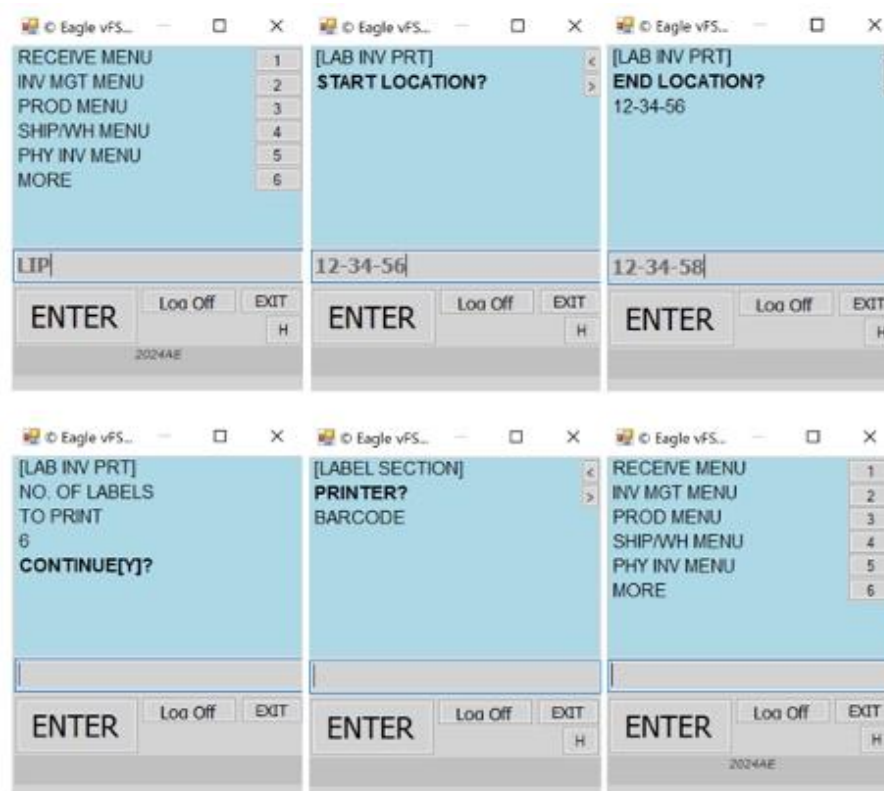 © Eagle vFS...
RECEIVE MENU 1
INV MGT MENU 2
PROD MENU 3
SHIP/WH MENU 4
PHY INV MENU 5
MORE 6
LIP
ENTER Log Off EXIT
H
2024AE
© Eagle vFS...
[LAB INV PRT] <
START LOCATION? >
12-34-56
ENTER Log Off EXIT
H
© Eagle vFS...
[LAB INV PRT]
END LOCATION?
12-34-56
12-34-58
ENTER Log Off EXIT
H
© Eagle vFS...
[LAB INV PRT]
NO. OF LABELS
TO PRINT
6
CONTINUE[Y]?
ENTER Log Off EXIT
© Eagle vFS...
[LABEL SECTION] <
PRINTER? >
BARCODE
ENTER Log Off EXIT
H
© Eagle vFS...
RECEIVE MENU 1
INV MGT MENU 2
PROD MENU 3
SHIP/WH MENU 4
PHY INV MENU 5
MORE 6
ENTER Log Off EXIT
H
2024AE